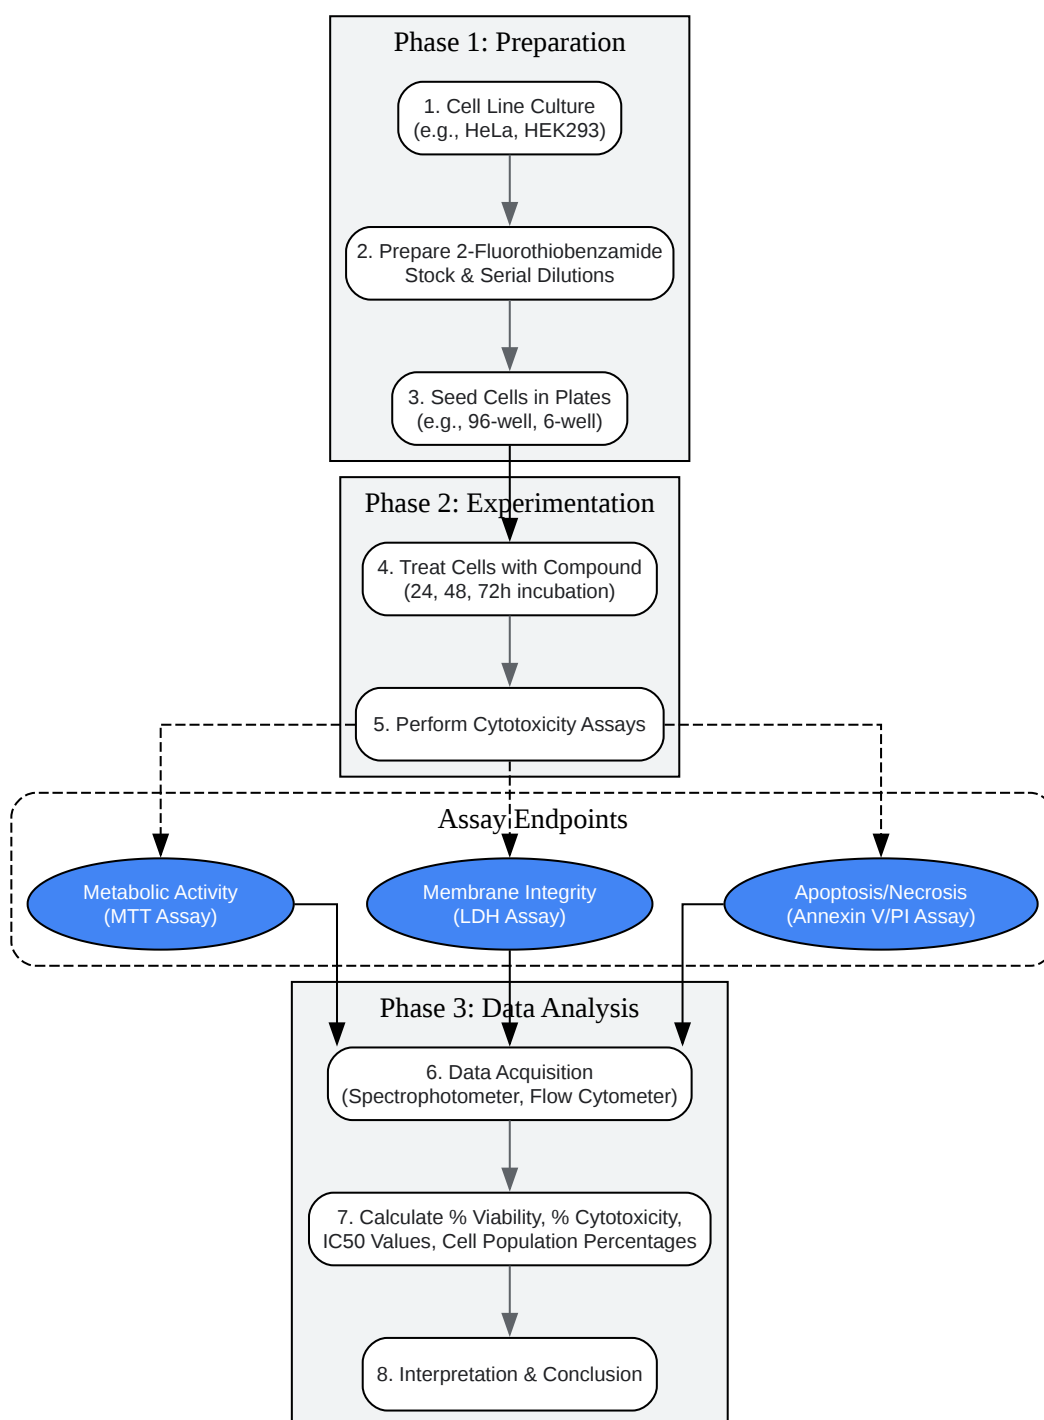 Phase 1: Preparation
1. Cell Line Culture
(e.g., HeLa, HEK293)
2. Prepare 2-Fluorothiobenzamide
Stock & Serial Dilutions
3. Seed Cells in Plates
(e.g., 96-well, 6-well)
Phase 2: Experimentation
4. Treat Cells with Compound
(24, 48, 72h incubation)
5. Perform Cytotoxicity Assays
Assay Endpoints
Metabolic Activity
(MTT Assay)
Membrane Integrity
(LDH Assay)
Apoptosis/Necrosis
(Annexin V/PI Assay)
Phase 3: Data Analysis
6. Data Acquisition
(Spectrophotometer, Flow Cytometer)
7. Calculate % Viability, % Cytotoxicity,
IC50 Values, Cell Population Percentages
8. Interpretation & Conclusion